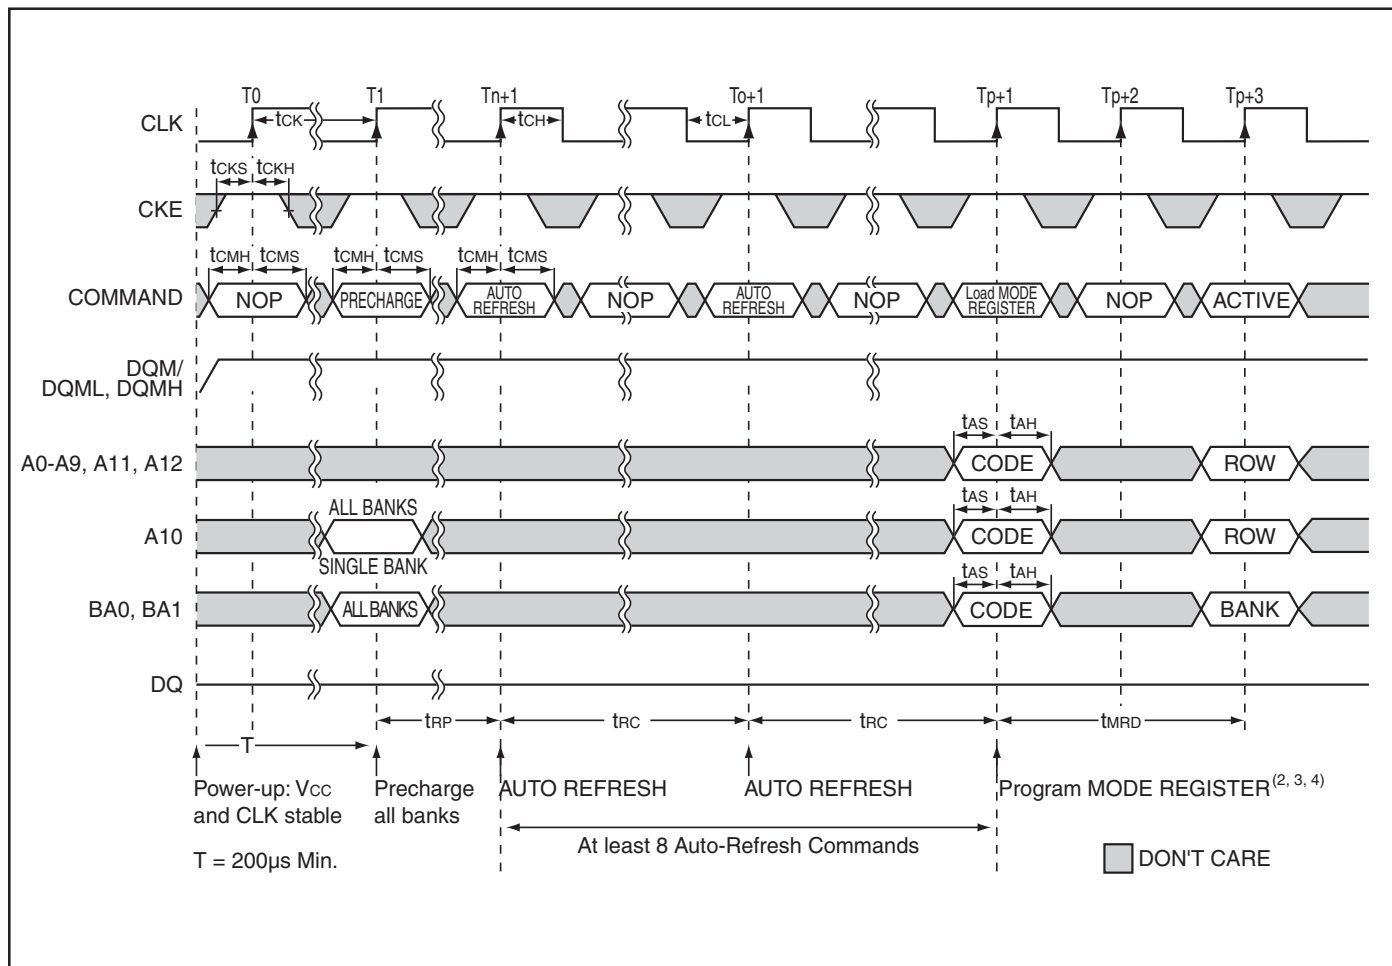 T0 T1 Tn+1 To+1 Tp+1 Tp+2 Tp+3
CLK tCK tCH tCL
tCKS tCKH
CKE
tCMH tCMS tCMH tCMS tCMH tCMS
COMMAND NOP PRECHARGE AUTO REFRESH NOP AUTO REFRESH NOP Load MODE REGISTER NOP ACTIVE
DQM/
DQML, DQMH
tAS tAH
A0-A9, A11, A12 CODE ROW
ALL BANKS tAS tAH
A10 CODE ROW
SINGLE BANK tAS tAH
BA0, BA1 ALL BANKS CODE BANK
DQ
tRP tRC tRC tMRD
T
Power-up: VCC Precharge AUTO REFRESH AUTO REFRESH Program MODE REGISTER(2, 3, 4)
and CLK stable all banks
At least 8 Auto-Refresh Commands
T = 200µs Min. DON'T CARE